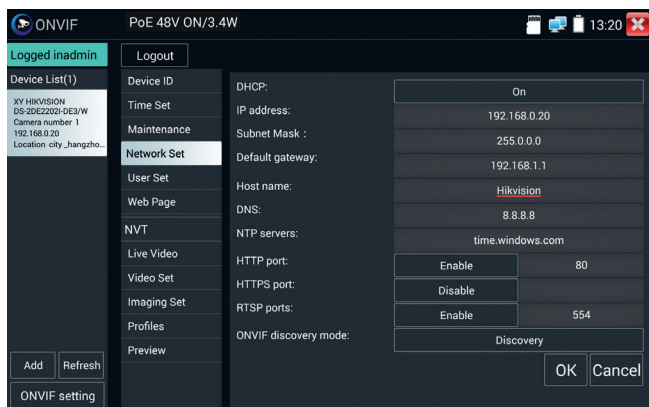 ONVIF PoE 48V ON/3.4W 13:20
Logged inadmin Logout
Device List(1)
XY HIKVISION
DS-2DE2202I-DE3/W
Camera number 1
192.168.0.20
Location city_hangzho...
Add Refresh
ONVIF setting
Device ID
Time Set
Maintenance
Network Set
User Set
Web Page
NVT
Live Video
Video Set
Imaging Set
Profiles
Preview
DHCP: On
IP address: 192.168.0.20
Subnet Mask : 255.0.0.0
Default gateway: 192.168.1.1
Host name: Hikvision
DNS: 8.8.8.8
NTP servers: time.windows.com
HTTP port: Enable 80
HTTPS port: Disable
RTSP ports: Enable 554
ONVIF discovery mode: Discovery
OK Cancel